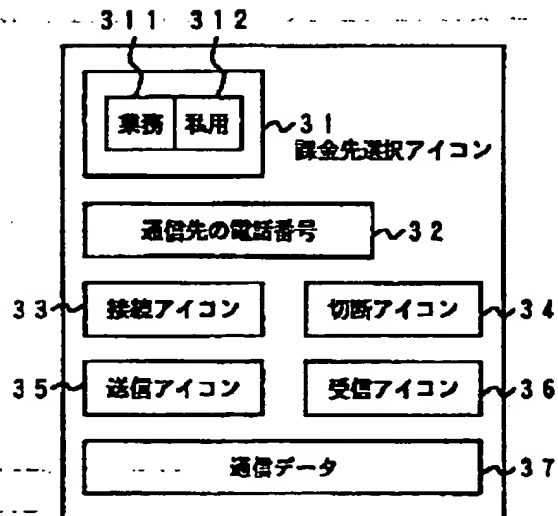 311 312
業務 私用 31
課金先選択アイコン
通信先の電話番号 32
33 接続アイコン 切断アイコン 34
35 送信アイコン 受信アイコン 36
通信データ 37